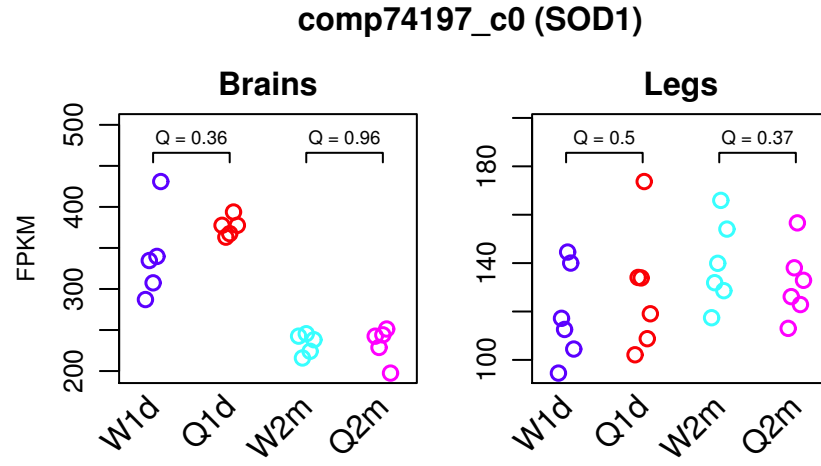 comp74197_c0 (SOD1)
Brains
Legs
FPKM
500
400
300
200
Q = 0.36
Q = 0.96
W1d
Q1d
W2m
Q2m
180
140
100
Q = 0.5
Q = 0.37
W1d
Q1d
W2m
Q2m